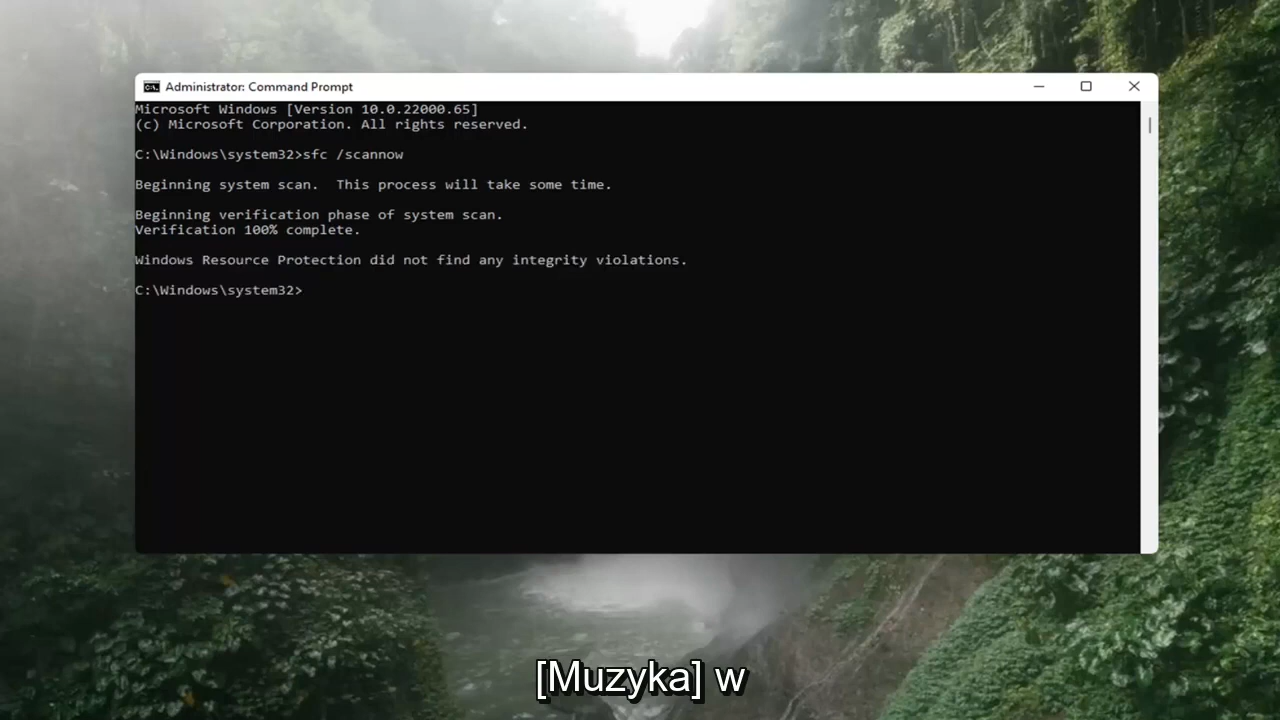 Administrator: Command Prompt
Microsoft Windows [Version 10.0.22000.65]
(c) Microsoft Corporation. All rights reserved.
C:\Windows\system32>sfc /scannow
Beginning system scan.  This process will take some time.
Beginning verification phase of system scan.
Verification 100% complete.
Windows Resource Protection did not find any integrity violations.
C:\Windows\system32>
[Muzyka] w